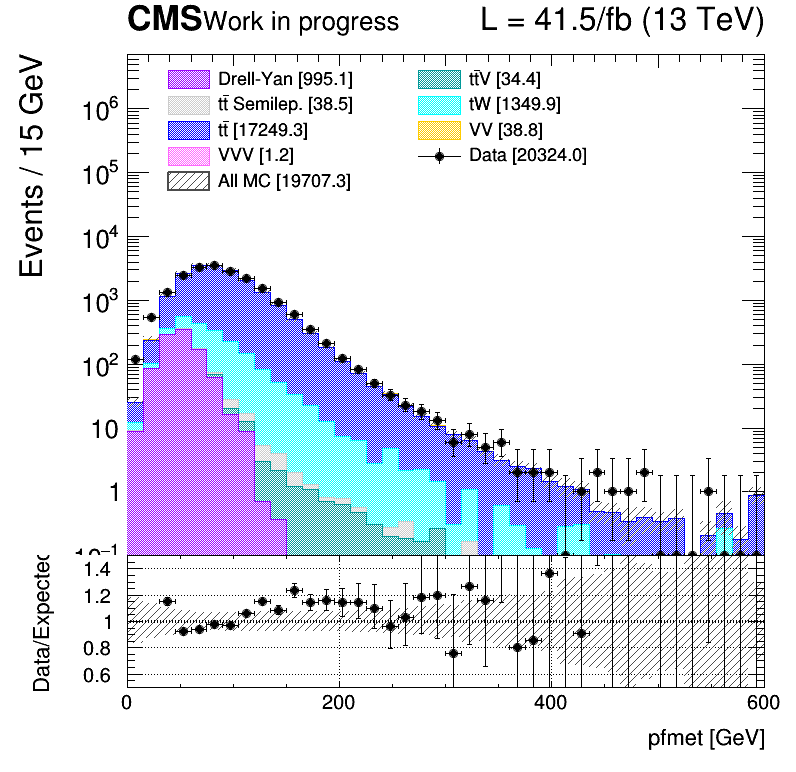 CMS Work in progress L = 41.5/fb (13 TeV)
Events / 15 GeV
Drell-Yan [995.1]
tt̄ Semilep. [38.5]
tt̄ [17249.3]
VVV [1.2]
All MC [19707.3]
tt̄V [34.4]
tW [1349.9]
VV [38.8]
Data [20324.0]
10⁶
10⁵
10⁴
10³
10²
10
1
10⁻¹
Data/Expected
1.4
1.2
1
0.8
0.6
0 200 400 600
pfmet [GeV]